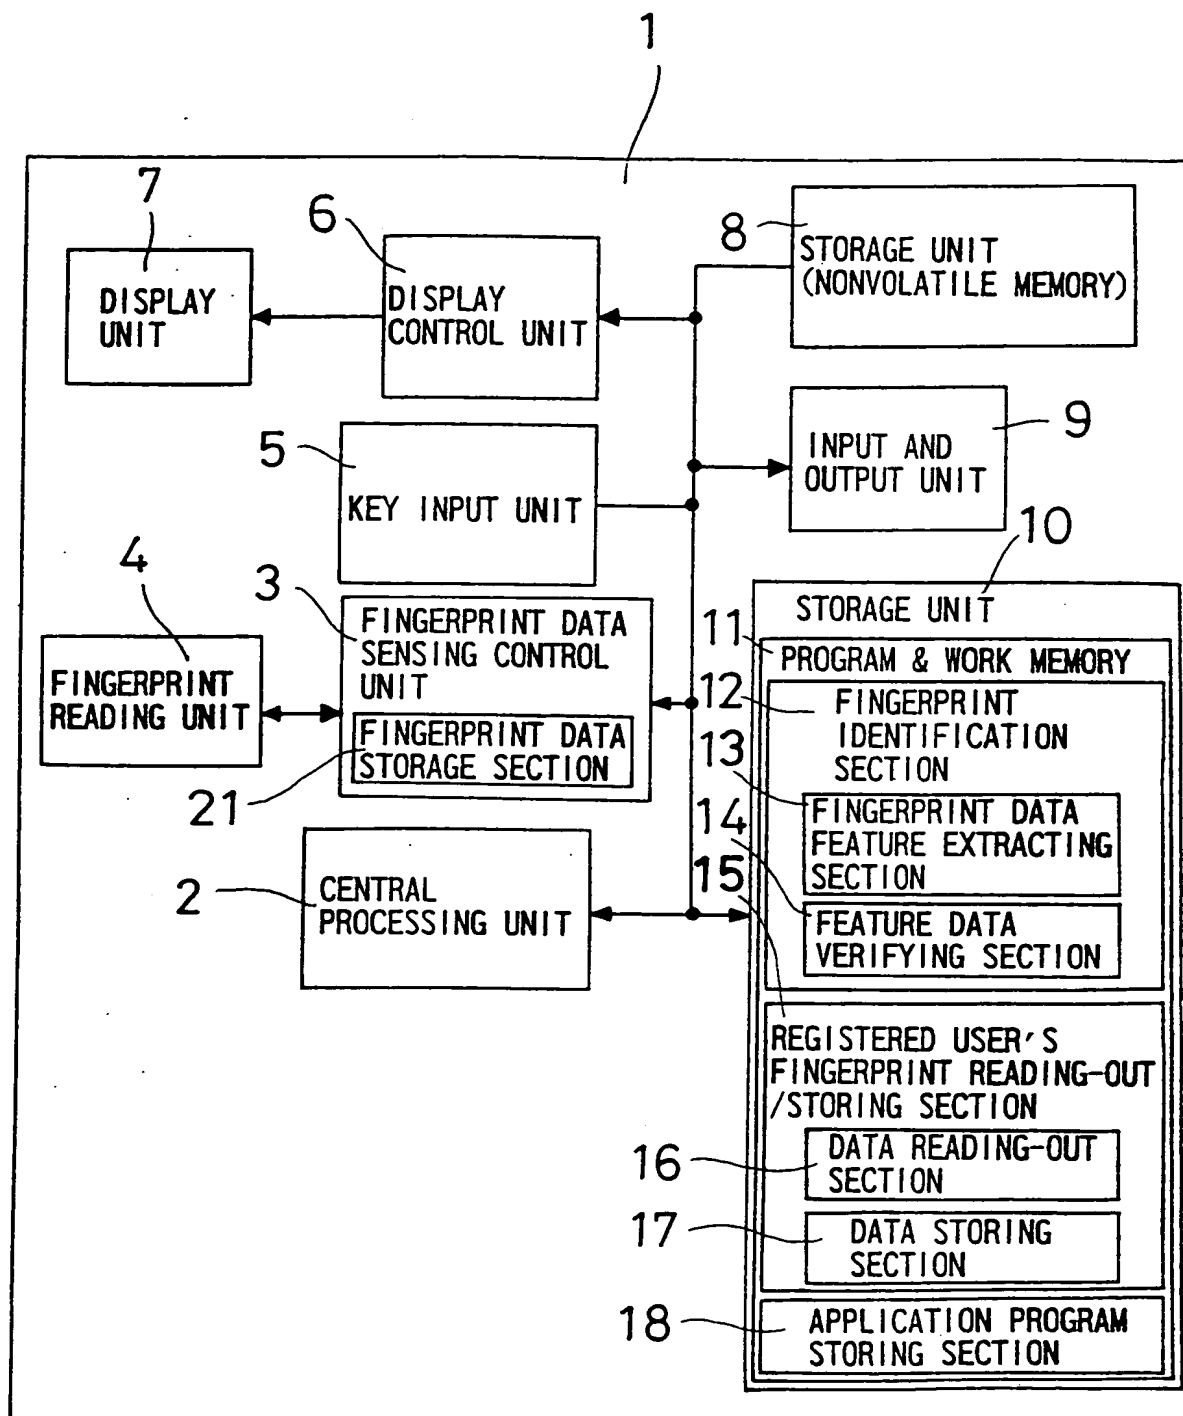 1
7
DISPLAY
UNIT
6
DISPLAY
CONTROL UNIT
8
STORAGE UNIT
(NONVOLATILE MEMORY)
5
KEY INPUT UNIT
9
INPUT AND
OUTPUT UNIT
4
FINGERPRINT
READING UNIT
3
FINGERPRINT DATA
SENSING CONTROL
UNIT
FINGERPRINT DATA
STORAGE SECTION
21
2
CENTRAL
PROCESSING UNIT
10
STORAGE UNIT
11
PROGRAM & WORK MEMORY
12
FINGERPRINT
IDENTIFICATION
SECTION
13
FINGERPRINT DATA
FEATURE EXTRACTING
SECTION
14
FEATURE DATA
VERIFYING SECTION
15
REGISTERED USER'S
FINGERPRINT READING-OUT
/STORING SECTION
16
DATA READING-OUT
SECTION
17
DATA STORING
SECTION
18
APPLICATION PROGRAM
STORING SECTION